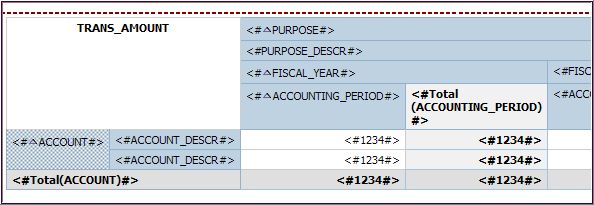 TRANS_AMOUNT
<#⌃PURPOSE#>
<#PURPOSE_DESCR#>
<#⌃FISCAL_YEAR#> <#FISC
<#⌃ACCOUNTING_PERIOD#> <#Total <#ACC
(ACCOUNTING_PERIOD)
#>
<#⌃ACCOUNT#> <#ACCOUNT_DESCR#> <#1234#> <#1234#>
<#ACCOUNT_DESCR#> <#1234#> <#1234#>
<#Total(ACCOUNT)#> <#1234#> <#1234#>